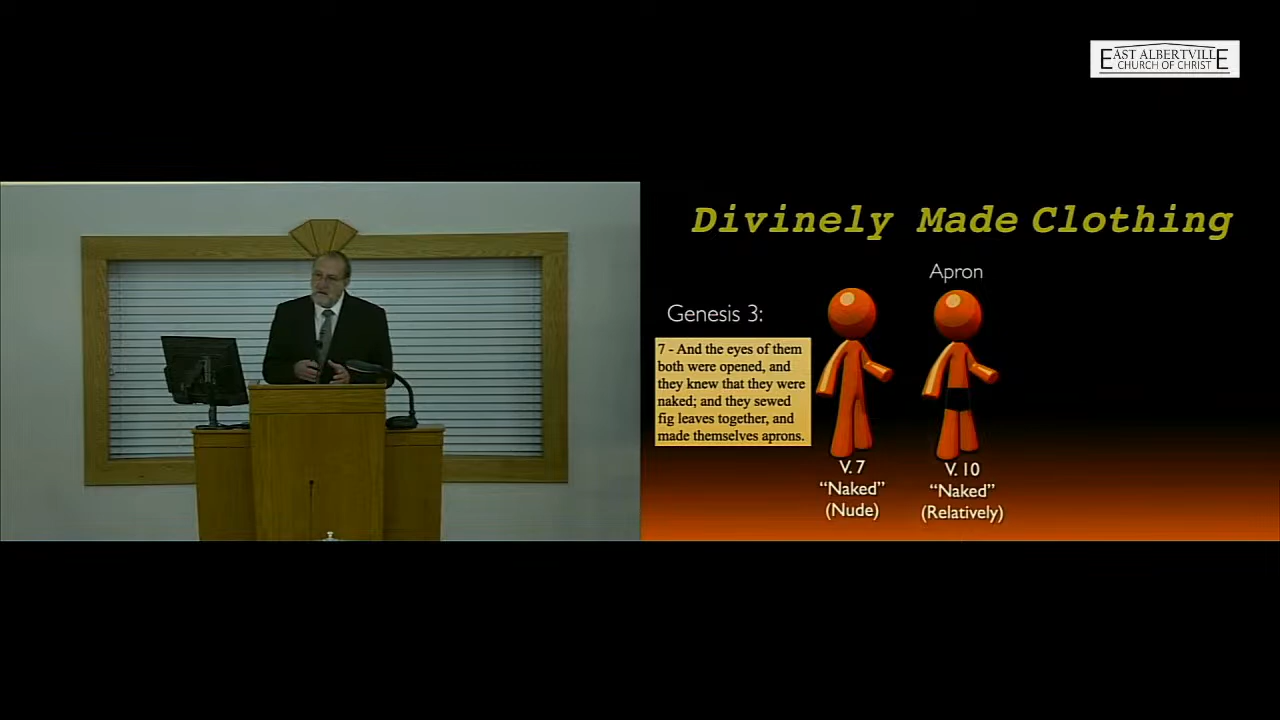 EAST ALBERTVILLE
CHURCH OF CHRIST
Divinely Made Clothing
Apron
Genesis 3:
7 - And the eyes of them
both were opened, and
they knew that they were
naked; and they sewed
fig leaves together, and
made themselves aprons.
V. 7
"Naked"
(Nude)
V. 10
"Naked"
(Relatively)